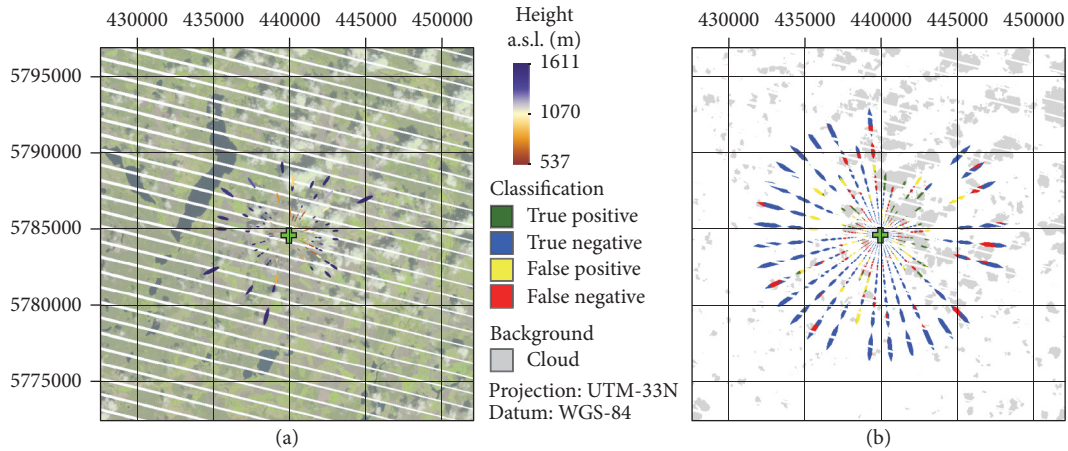 430000 435000 440000 445000 450000
Height
a.s.l. (m)
430000 435000 440000 445000 450000
5795000
5790000
5785000
5780000
5775000
1611
1070
537
Classification
True positive
True negative
False positive
False negative
Background
Cloud
Projection: UTM-33N
Datum: WGS-84
(a)
(b)